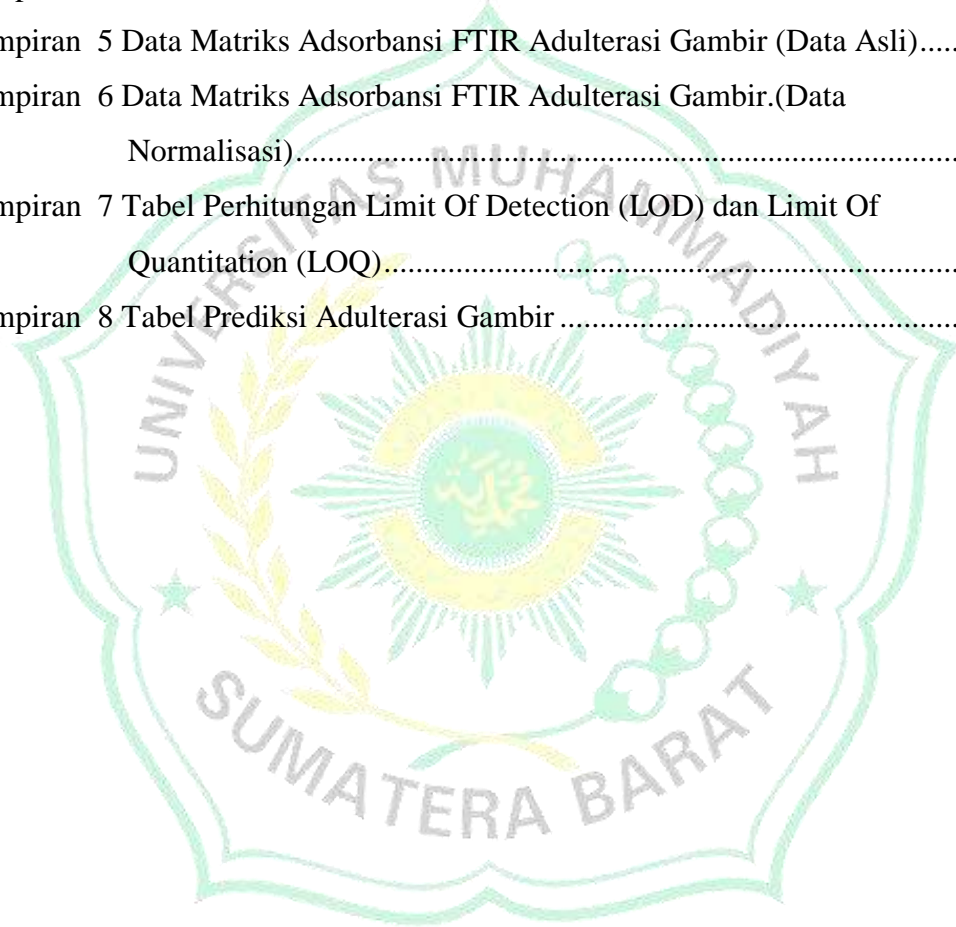 mpiran 5 Data Matriks Adsorbansi FTIR Adulterasi Gambir (Data Asli).....
mpiran 6 Data Matriks Adsorbansi FTIR Adulterasi Gambir.(Data
Normalisasi)......................................................................
mpiran 7 Tabel Perhitungan Limit Of Detection (LOD) dan Limit Of
Quantitation (LOQ)............................................................
mpiran 8 Tabel Prediksi Adulterasi Gambir ..........................................
UNIVERSITAS MUHAMMADIYAH
SUMATERA BARAT